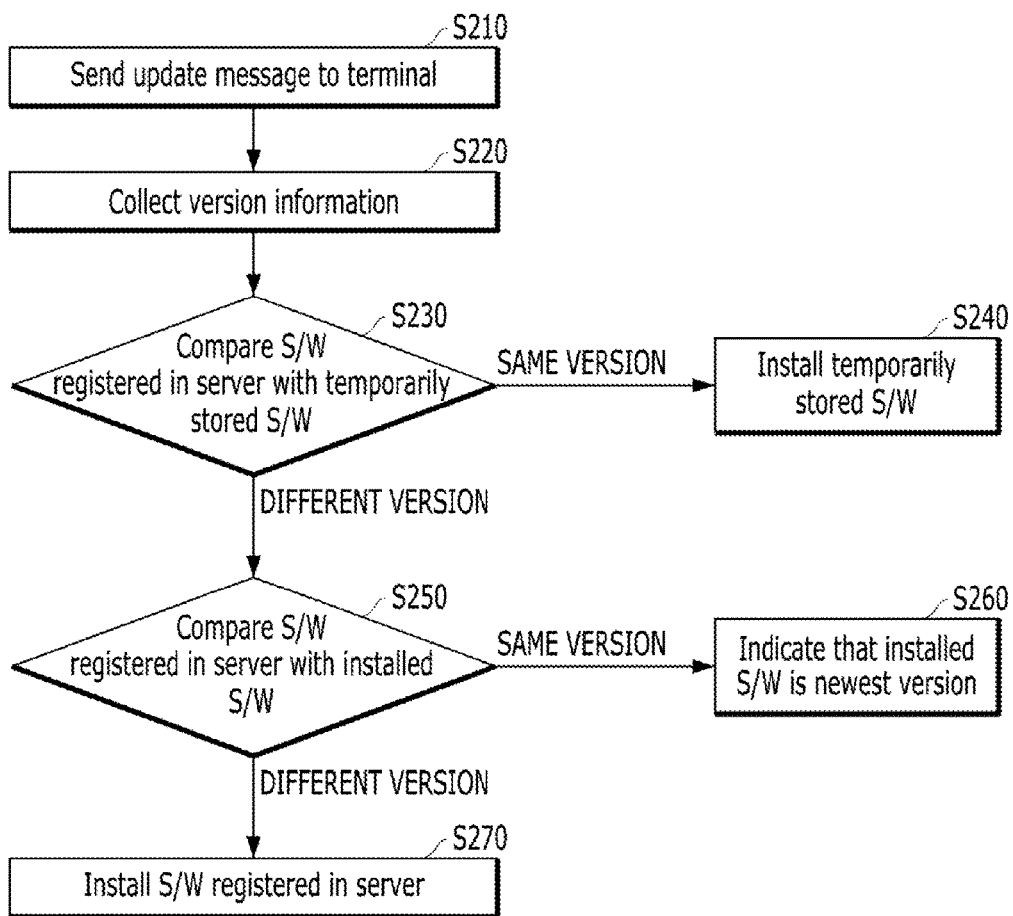 S210
Send update message to terminal
S220
Collect version information
S230
Compare S/W
registered in server with temporarily
stored S/W
SAME VERSION
S240
Install temporarily
stored S/W
DIFFERENT VERSION
S250
Compare S/W
registered in server with installed
S/W
SAME VERSION
S260
Indicate that installed
S/W is newest version
DIFFERENT VERSION
S270
Install S/W registered in server